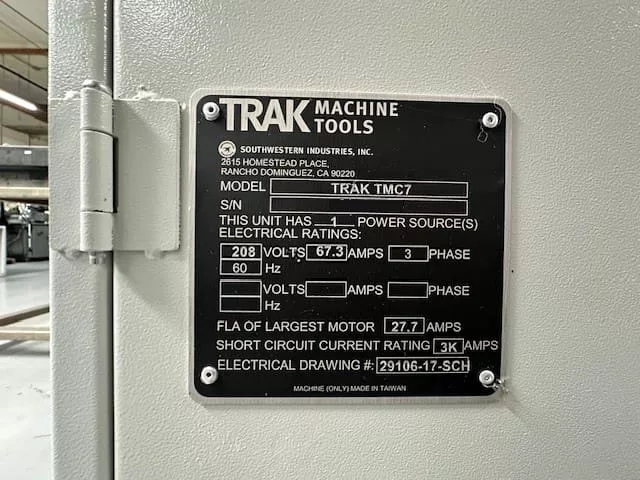 TRAK MACHINE TOOLS
SOUTHWESTERN INDUSTRIES, INC.
2615 HOMESTEAD PLACE,
RANCHO DOMINGUEZ, CA 90220
MODEL TRAK TMC7
S/N
THIS UNIT HAS 1 POWER SOURCE(S)
ELECTRICAL RATINGS:
208 VOLTS 67.3 AMPS 3 PHASE
60 Hz
VOLTS AMPS PHASE
Hz
FLA OF LARGEST MOTOR 27.7 AMPS
SHORT CIRCUIT CURRENT RATING 3K AMPS
ELECTRICAL DRAWING #: 29106-17-SCH
MACHINE (ONLY) MADE IN TAIWAN